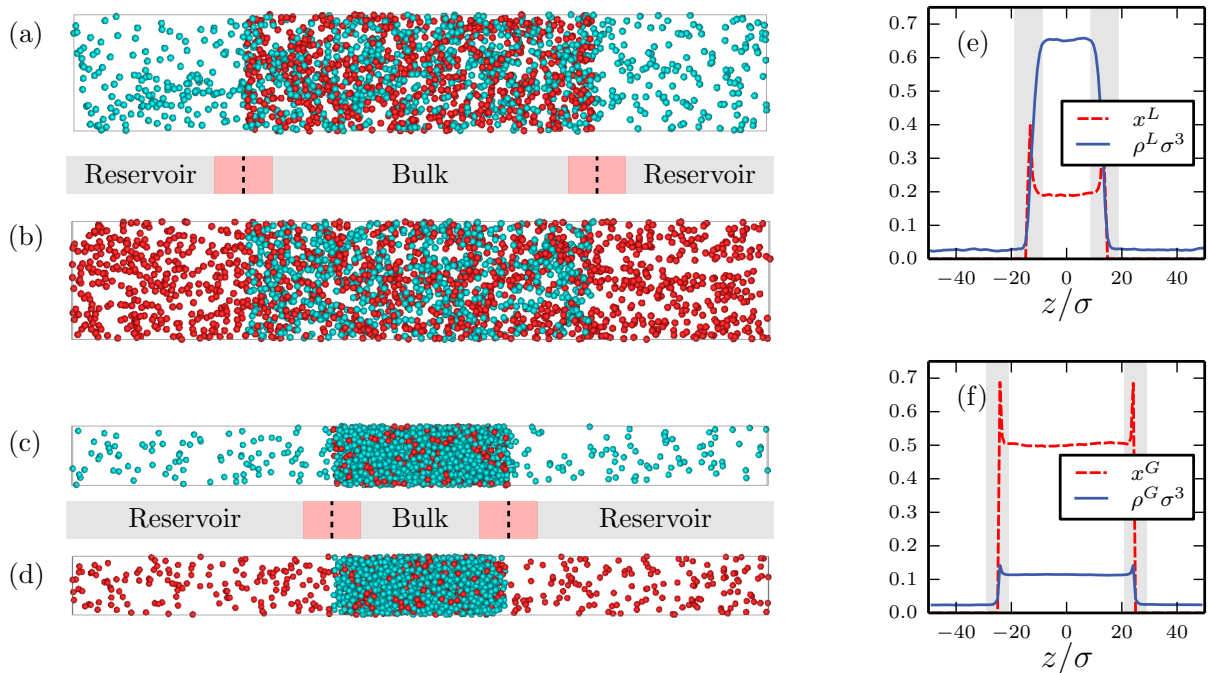 (a)
Reservoir Bulk Reservoir
(b)
(c)
Reservoir Bulk Reservoir
(d)
0.7
0.6
0.5
0.4
0.3
0.2
0.1
0.0
(e)
x^L
ρ^Lσ^3
−40 −20 0 20 40
z/σ
0.7
0.6
0.5
0.4
0.3
0.2
0.1
0.0
(f)
x^G
ρ^Gσ^3
−40 −20 0 20 40
z/σ